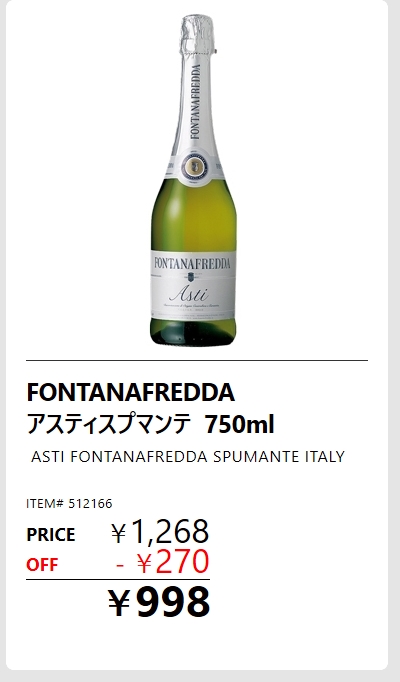 FONTANAFREDDA
FONTANAFREDDA
Asti
FONTANAFREDDA
アスティスプマンテ 750ml
ASTI FONTANAFREDDA SPUMANTE ITALY
ITEM# 512166
PRICE ￥1,268
OFF - ￥270
￥998